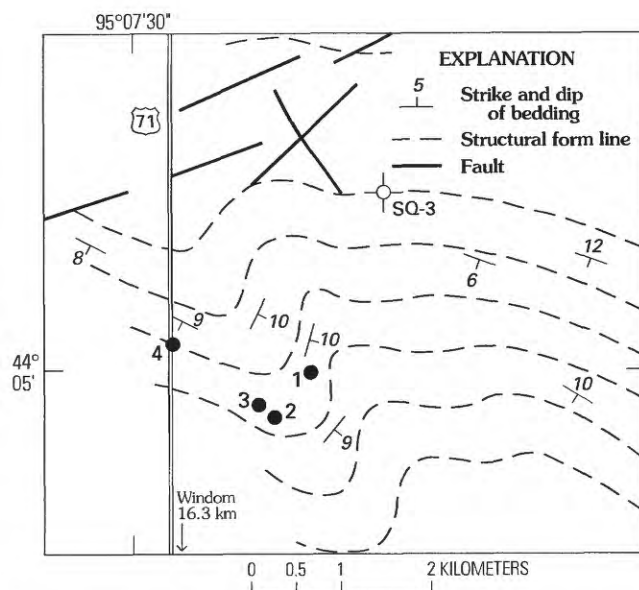 95°07'30"
EXPLANATION
5
Strike and dip
of bedding
Structural form line
Fault
71
SQ-3
8
12
6
9
10
10
4
44°
05'
1
3
2
10
9
Windom
16.3 km
0 0.5 1 2 KILOMETERS